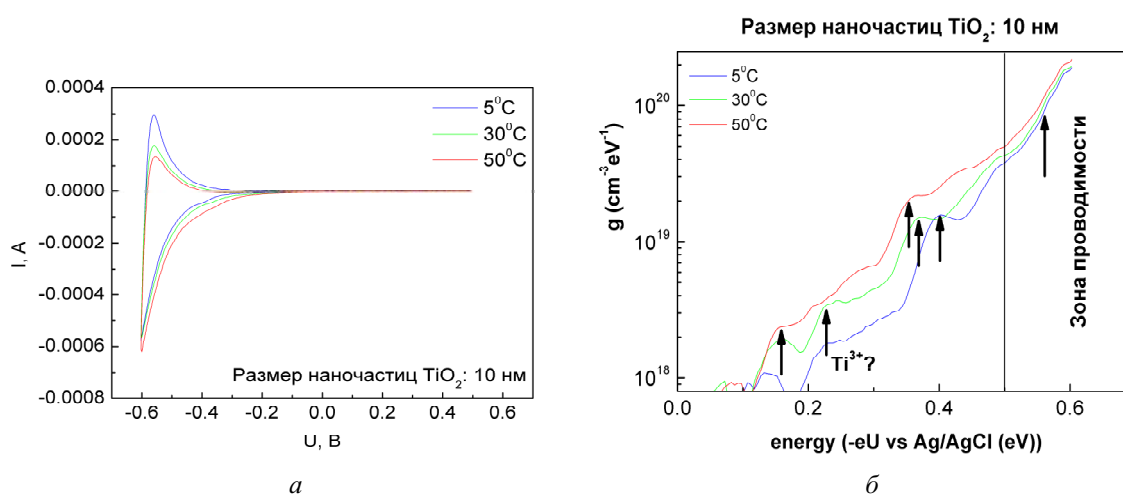 0.0004
0.0002
0.0000
-0.0002
-0.0004
-0.0006
-0.0008
I, A
5⁰C
30⁰C
50⁰C
Размер наночастиц TiO₂: 10 нм
-0.6 -0.4 -0.2 0.0 0.2 0.4 0.6
U, В
а
Размер наночастиц TiO₂: 10 нм
10²⁰
10¹⁹
10¹⁸
g (cm⁻³eV⁻¹)
5⁰C
30⁰C
50⁰C
Ti³⁺?
Зона проводимости
0.0 0.2 0.4 0.6
energy (-eU vs Ag/AgCl (eV))
б